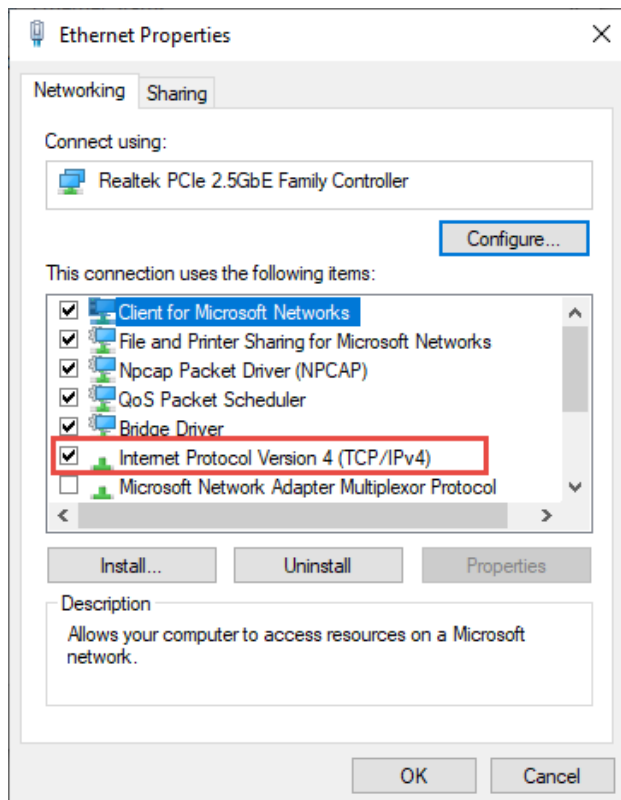 Ethernet Properties
Networking
Sharing
Connect using:
Realtek PCIe 2.5GbE Family Controller
Configure...
This connection uses the following items:
Client for Microsoft Networks
File and Printer Sharing for Microsoft Networks
Npcap Packet Driver (NPCAP)
QoS Packet Scheduler
Bridge Driver
Internet Protocol Version 4 (TCP/IPv4)
Microsoft Network Adapter Multiplexor Protocol
Install...
Uninstall
Properties
Description
Allows your computer to access resources on a Microsoft
network.
OK
Cancel